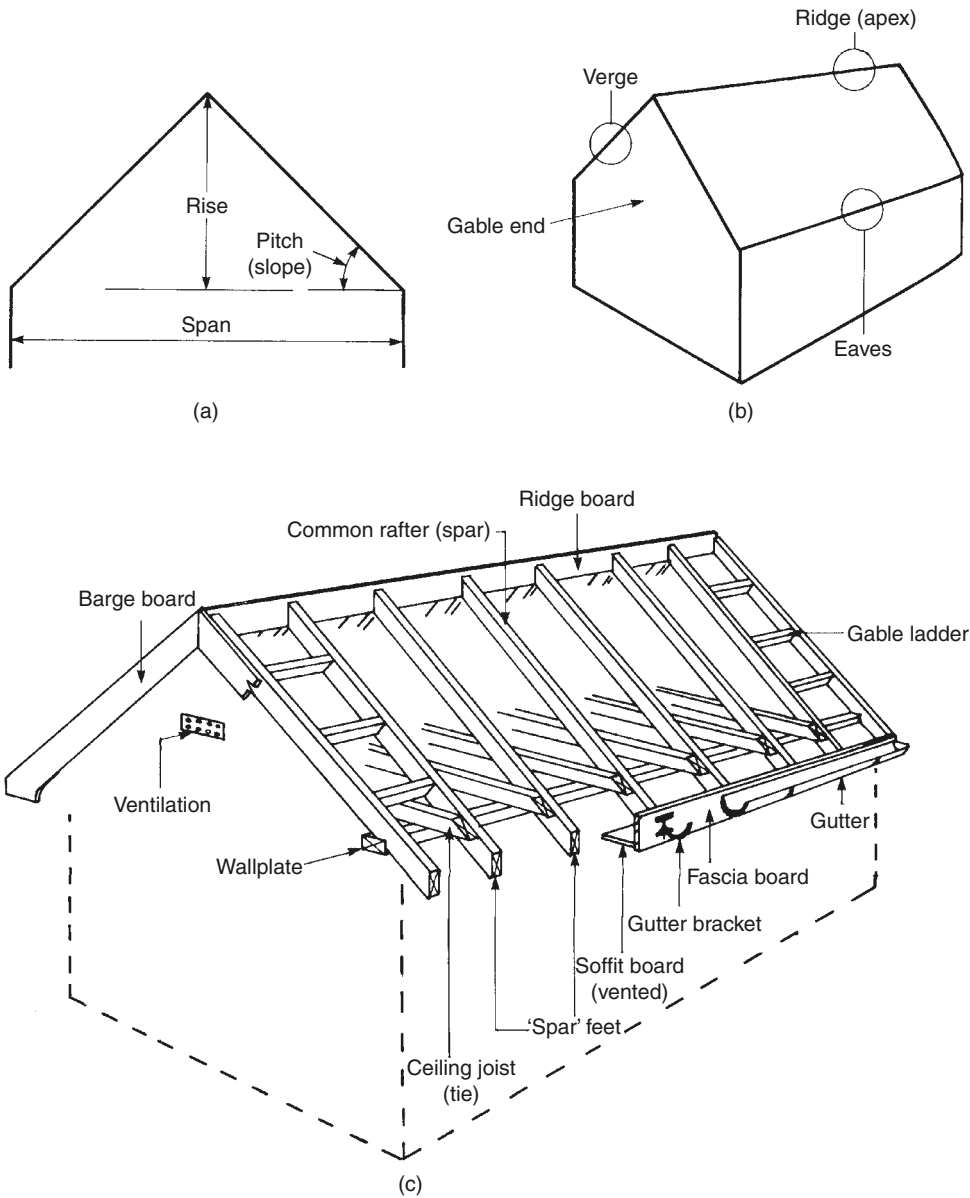 Rise
Pitch
(slope)
Span
(a)
Ridge (apex)
Verge
Gable end
Eaves
(b)
Ridge board
Common rafter (spar)
Barge board
Gable ladder
Ventilation
Gutter
Wallplate
Fascia board
Gutter bracket
Soffit board
(vented)
'Spar' feet
Ceiling joist
(tie)
(c)